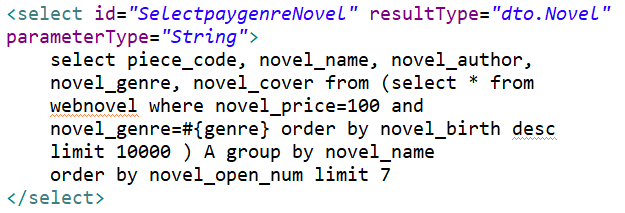 <select id="SelectpaygenreNovel" resultType="dto.Novel"
parameterType="String">
select piece_code, novel_name, novel_author,
novel_genre, novel_cover from (select * from
webnovel where novel_price=100 and
novel_genre=#{genre} order by novel_birth desc
limit 10000 ) A group by novel_name
order by novel_open_num limit 7
</select>